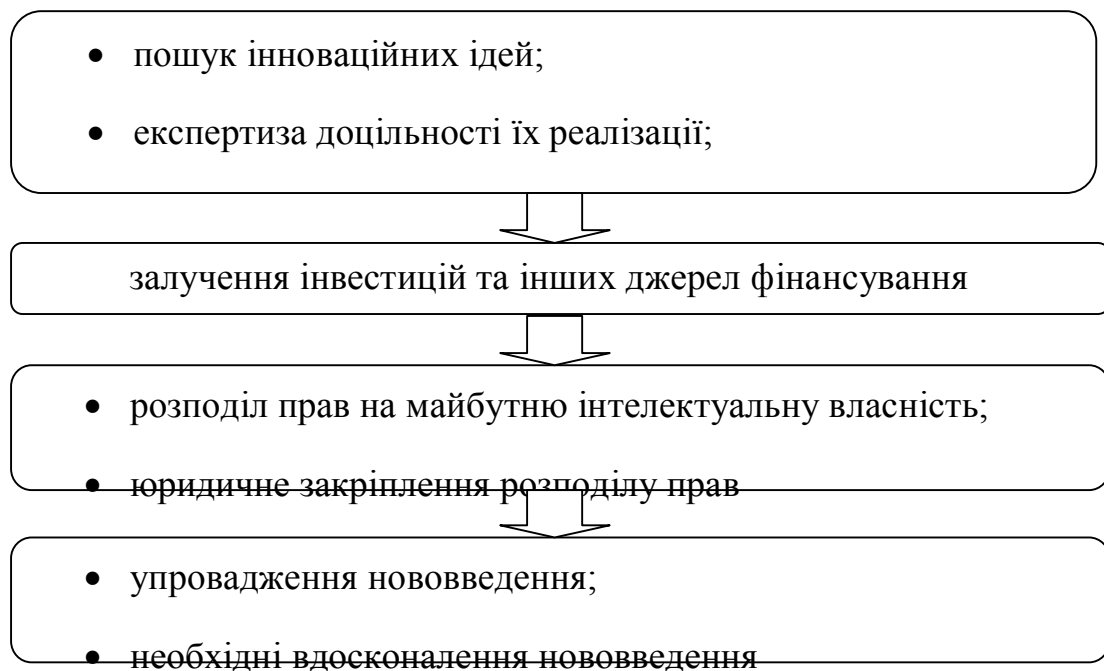 • пошук інноваційних ідей;
• експертиза доцільності їх реалізації;
залучення інвестицій та інших джерел фінансування
• розподіл прав на майбутню інтелектуальну власність;
• юридичне закріплення розподілу прав
• упровадження нововведення;
• необхідні вдосконалення нововведення